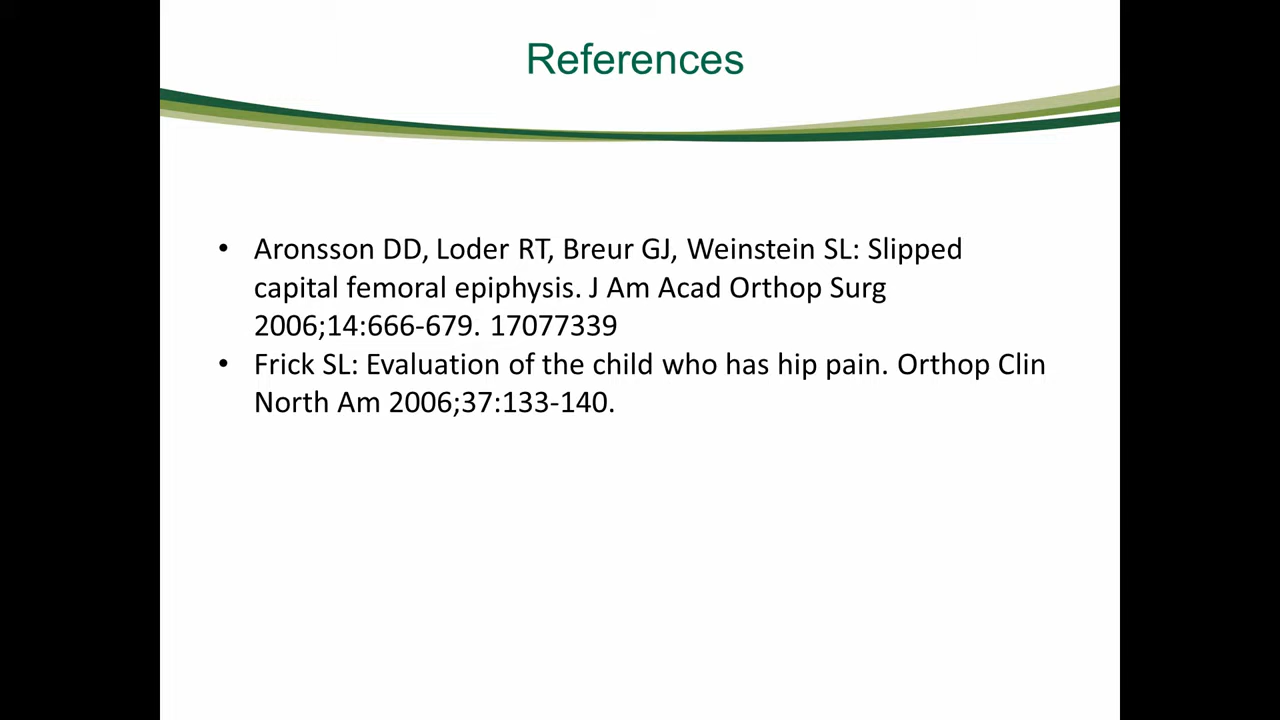 References
• Aronsson DD, Loder RT, Breur GJ, Weinstein SL: Slipped
capital femoral epiphysis. J Am Acad Orthop Surg
2006;14:666-679. 17077339
• Frick SL: Evaluation of the child who has hip pain. Orthop Clin
North Am 2006;37:133-140.